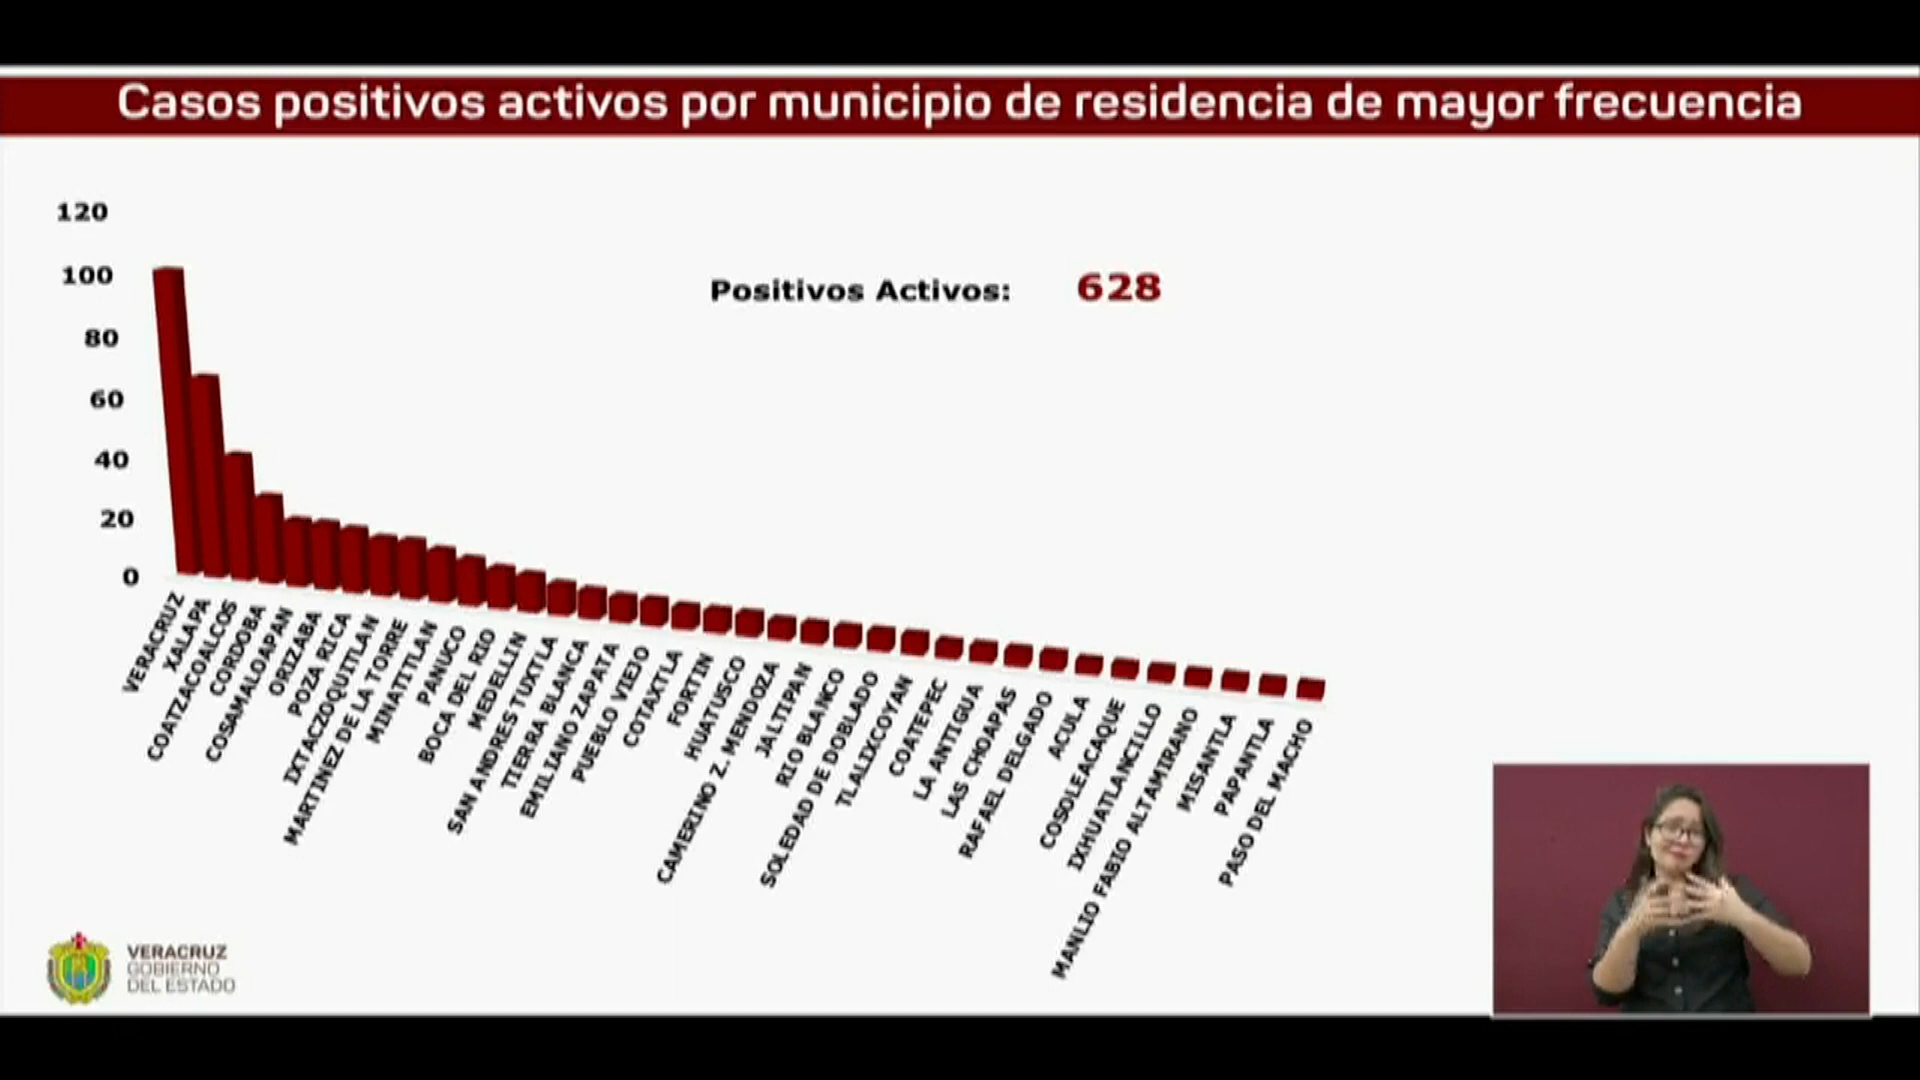 Casos positivos activos por municipio de residencia de mayor frecuencia
120
100
80
60
40
20
0
Positivos Activos: 628
VERACRUZ
XALAPA
COATZACOALCOS
CORDOBA
COSAMALOAPAN
ORIZABA
POZA RICA
IXTACZOQUITLAN
MARTINEZ DE LA TORRE
MINATITLAN
PANUCO
BOCA DEL RIO
MEDELLIN
SAN ANDRES TUXTLA
TIERRA BLANCA
EMILIANO ZAPATA
PUEBLO VIEJO
COTAXTLA
FORTIN
HUATUSCO
CAMERINO Z. MENDOZA
JALTIPAN
RIO BLANCO
SOLEDAD DE DOBLADO
TLALIXCOYAN
COATEPEC
LA ANTIGUA
LAS CHOAPAS
RAFAEL DELGADO
ACULA
COSOLEACAQUE
IXHUATLANCILLO
MANLIO FABIO ALTAMIRANO
MISANTLA
PAPANTLA
PASO DEL MACHO
VERACRUZ
GOBIERNO
DEL ESTADO